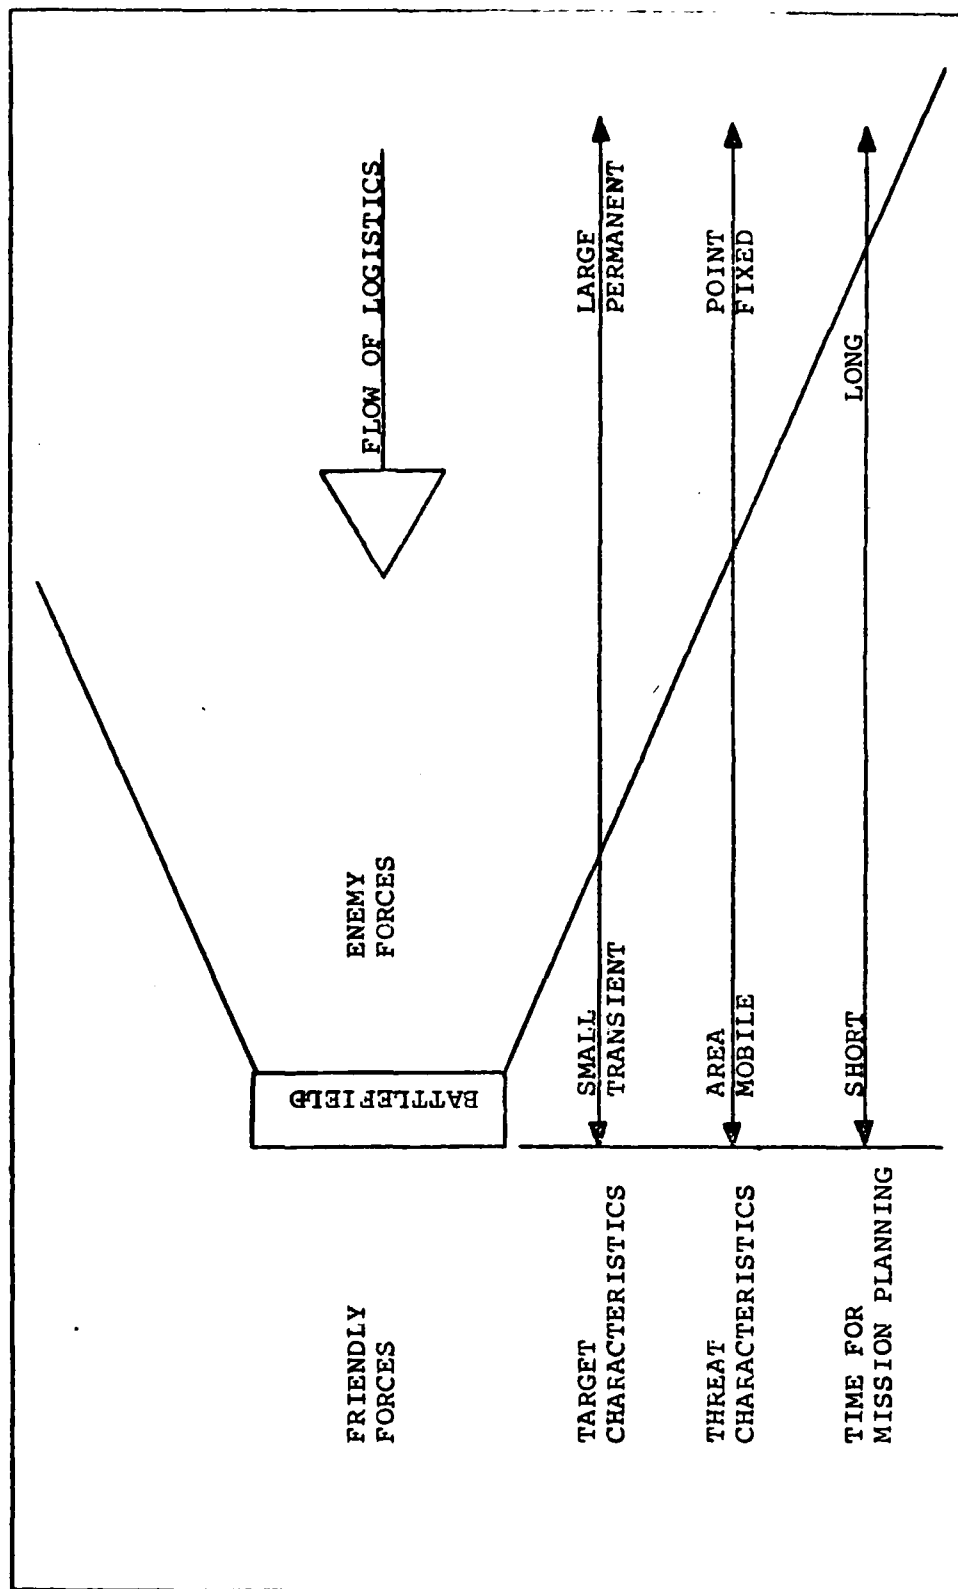 FLOW OF LOGISTICS
FRIENDLY
FORCES
BATTLEFIELD
ENEMY
FORCES
TARGET
CHARACTERISTICS
SMALL
TRANSIENT
LARGE
PERMANENT
THREAT
CHARACTERISTICS
AREA
MOBILE
POINT
FIXED
TIME FOR
MISSION PLANNING
SHORT
LONG